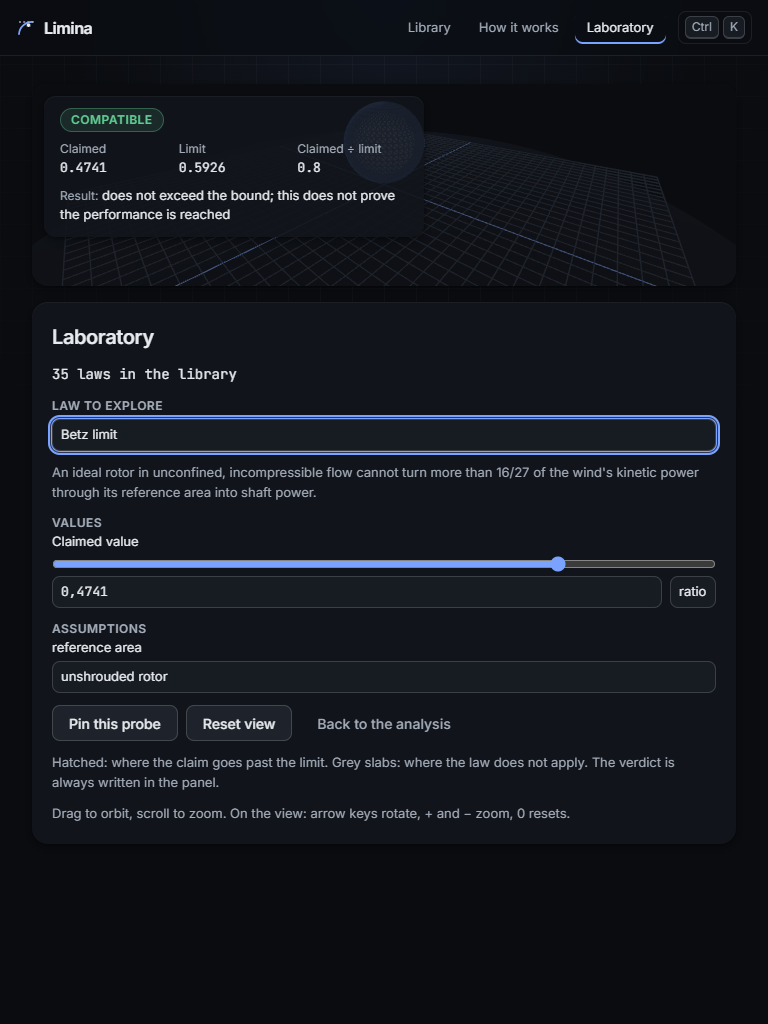 Limina
Library
How it works
Laboratory
Ctrl K
COMPATIBLE
Claimed Limit Claimed ÷ limit
0.4741 0.5926 0.8
Result: does not exceed the bound; this does not prove
the performance is reached
Laboratory
35 laws in the library
LAW TO EXPLORE
Betz limit
An ideal rotor in unconfined, incompressible flow cannot turn more than 16/27 of the wind's kinetic power
through its reference area into shaft power.
VALUES
Claimed value
0,4741 ratio
ASSUMPTIONS
reference area
unshrouded rotor
Pin this probe Reset view Back to the analysis
Hatched: where the claim goes past the limit. Grey slabs: where the law does not apply. The verdict is
always written in the panel.
Drag to orbit, scroll to zoom. On the view: arrow keys rotate, + and − zoom, 0 resets.